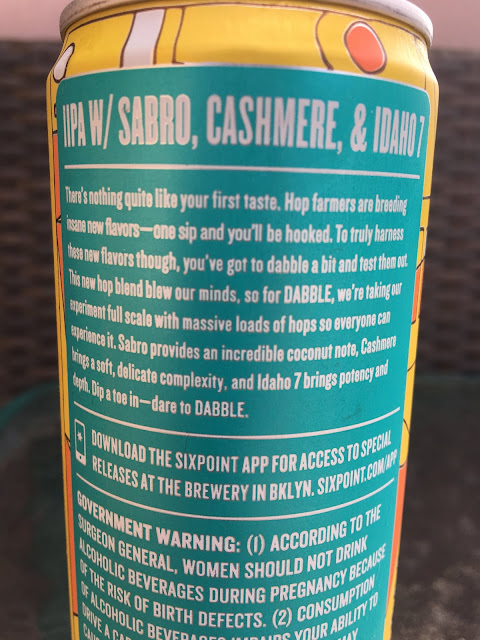 IIPA W/ SABRO, CASHMERE, & IDAHO 7
There's nothing quite like your first taste. Hop farmers are breeding
insane new flavors—one sip and you'll be hooked. To truly harness
these new flavors though, you've got to dabble a bit and test them out.
This new hop blend blew our minds, so for DABBLE, we're taking our
experiment full scale with massive loads of hops so everyone can
experience it. Sabro provides an incredible coconut note, Cashmere
brings a soft, delicate complexity, and Idaho 7 brings potency and
depth. Dip a toe in—dare to DABBLE.
DOWNLOAD THE SIXPOINT APP FOR ACCESS TO SPECIAL
RELEASES AT THE BREWERY IN BKLYN. SIXPOINT.COM/APP
GOVERNMENT WARNING: (1) ACCORDING TO THE
SURGEON GENERAL, WOMEN SHOULD NOT DRINK
ALCOHOLIC BEVERAGES DURING PREGNANCY BECAUSE
OF THE RISK OF BIRTH DEFECTS. (2) CONSUMPTION
OF ALCOHOLIC BEVERAGES IMPAIRS YOUR ABILITY TO
DRIVE A CAR
MAY